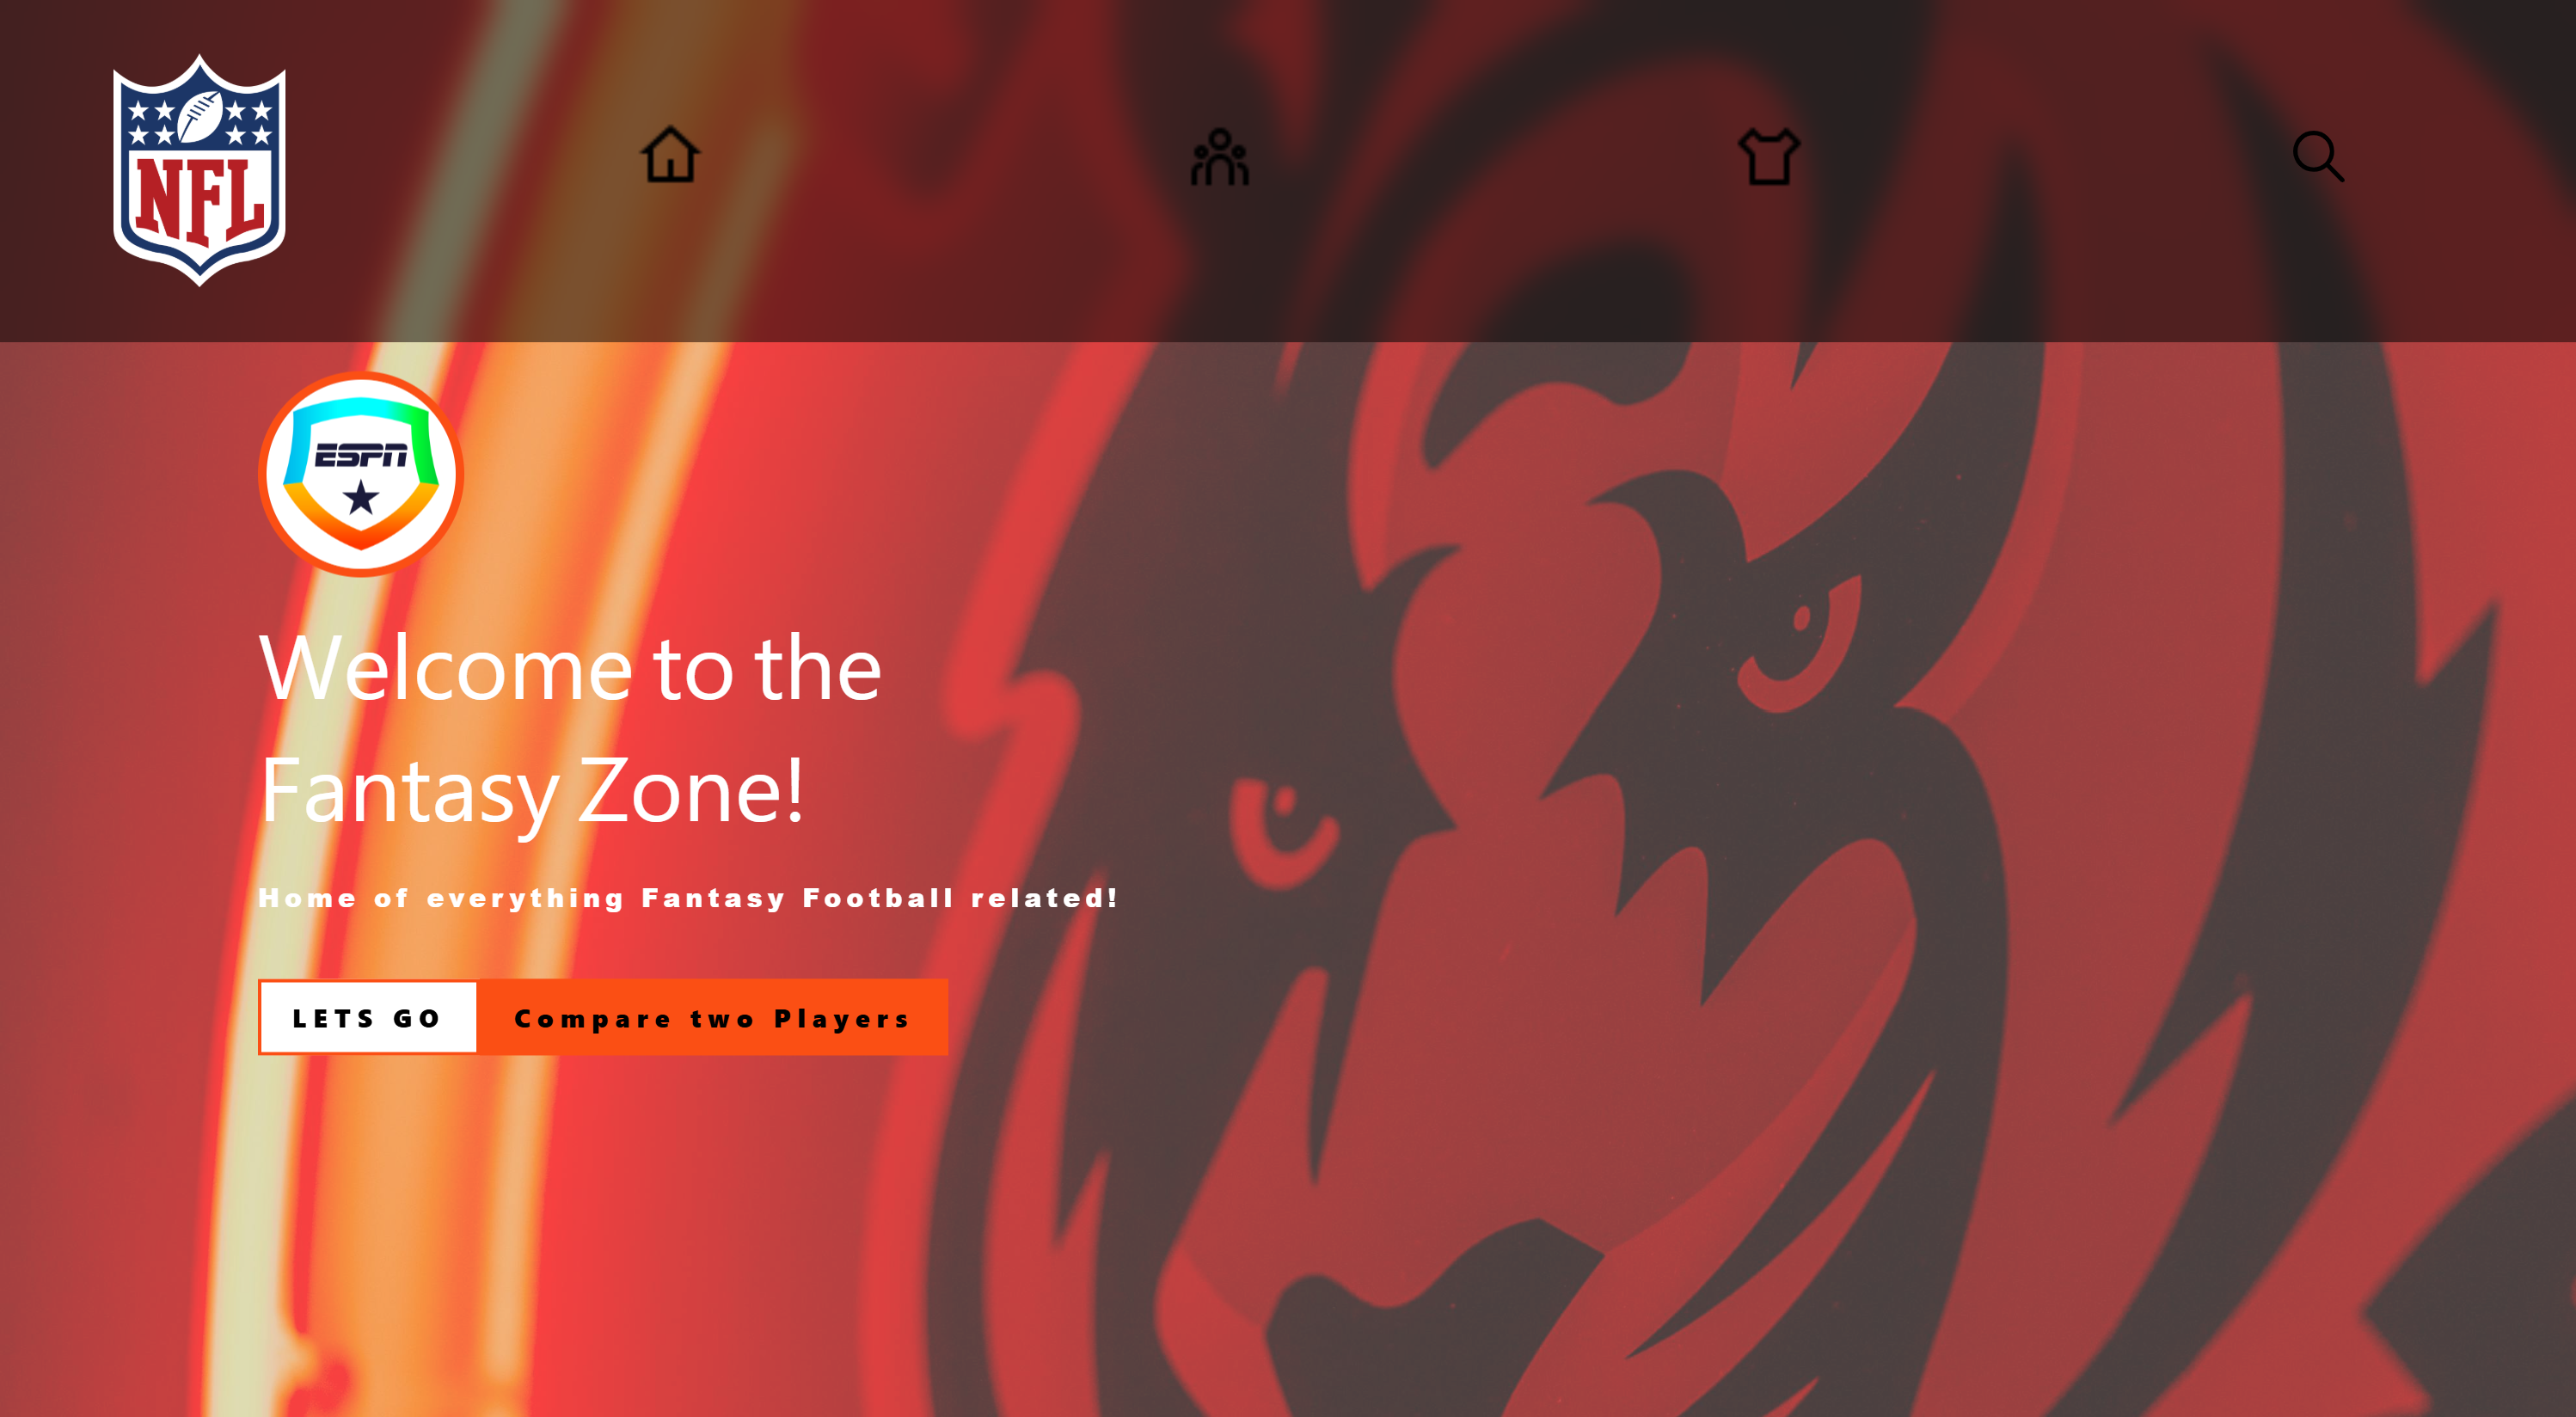 NFL
ESPN
Welcome to the
Fantasy Zone!
Home of everything Fantasy Football related!
LETS GO
Compare two Players